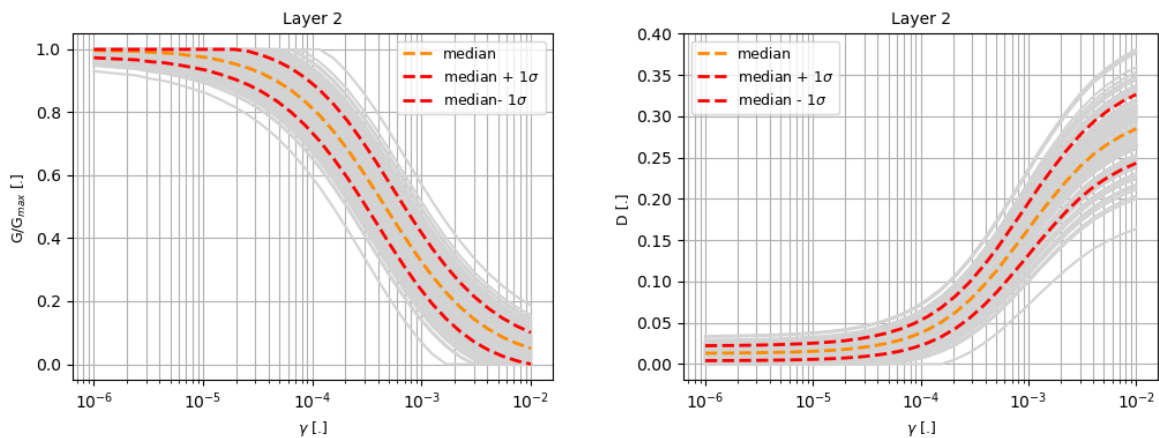 Layer 2
1.0
0.8
0.6
0.4
0.2
0.0
G/Gmax [.]
median
median + 1σ
median- 1σ
10⁻⁶
10⁻⁵
10⁻⁴
10⁻³
10⁻²
γ [.]
Layer 2
0.40
0.35
0.30
0.25
0.20
0.15
0.10
0.05
0.00
D [.]
median
median + 1σ
median - 1σ
10⁻⁶
10⁻⁵
10⁻⁴
10⁻³
10⁻²
γ [.]